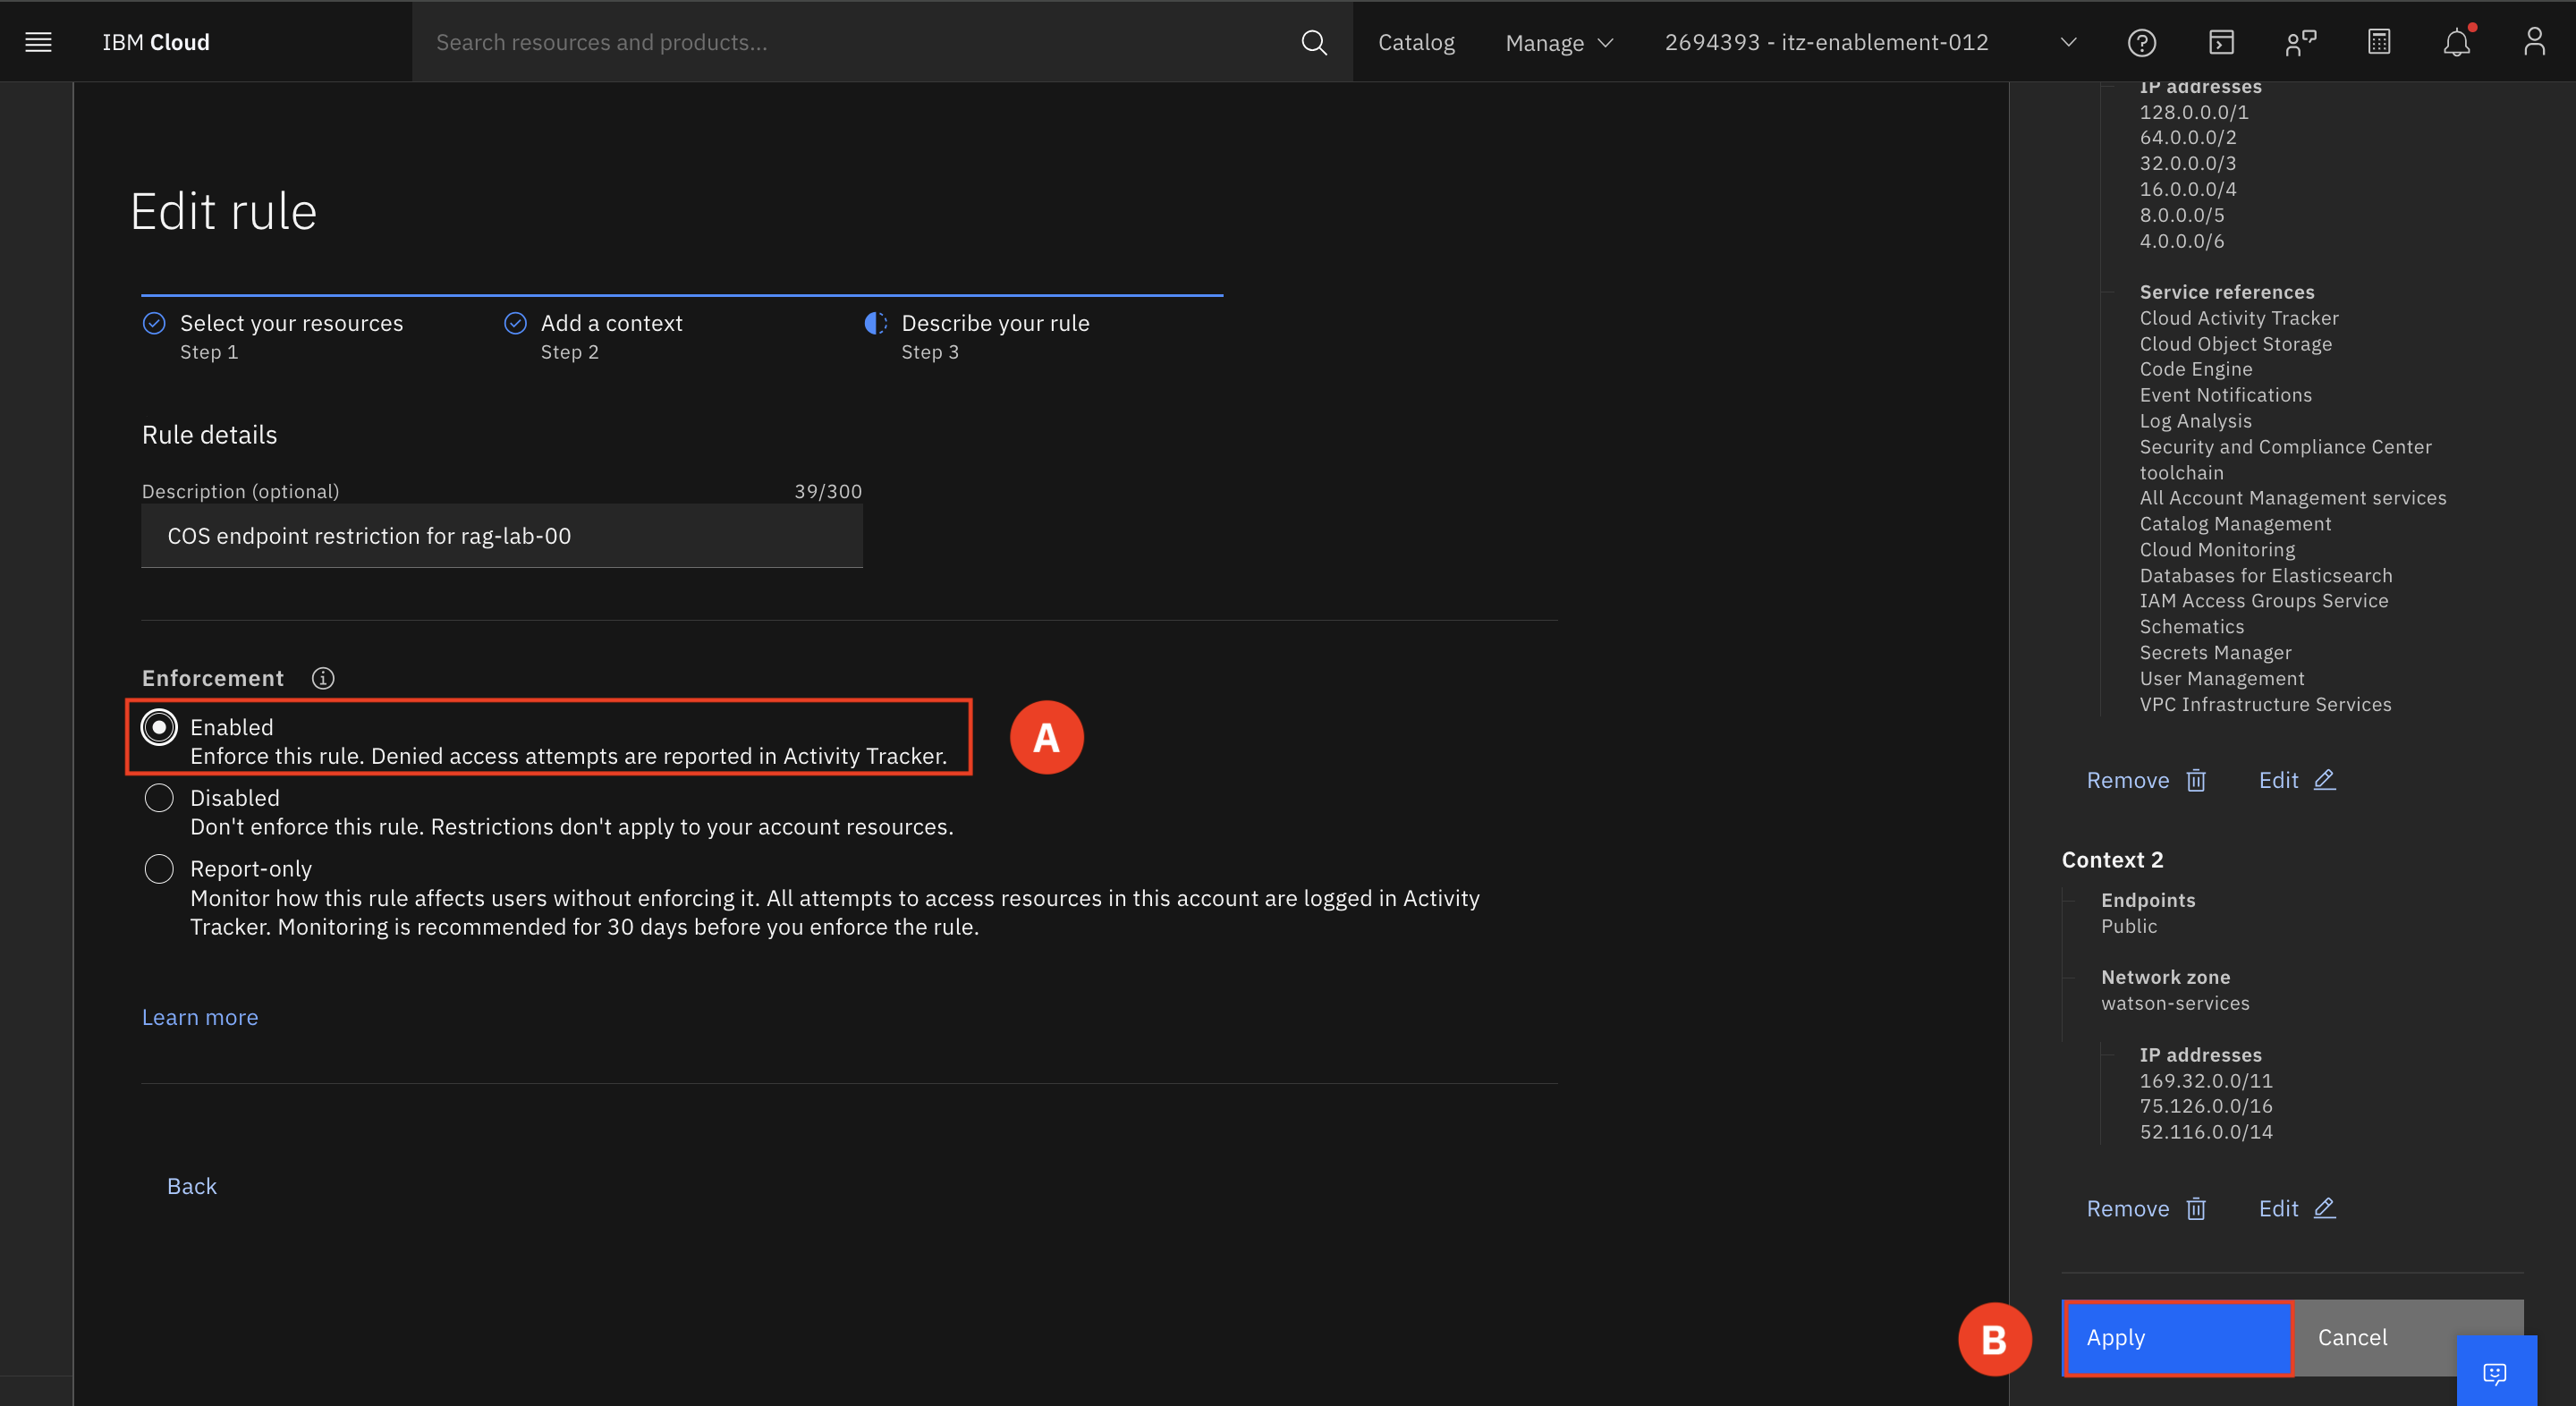 IBM Cloud
Search resources and products...
Catalog
Manage
2694393 - itz-enablement-012
Edit rule
Select your resources
Step 1
Add a context
Step 2
Describe your rule
Step 3
Rule details
Description (optional)
39/300
COS endpoint restriction for rag-lab-00
Enforcement
Enabled
Enforce this rule. Denied access attempts are reported in Activity Tracker.
A
Disabled
Don't enforce this rule. Restrictions don't apply to your account resources.
Report-only
Monitor how this rule affects users without enforcing it. All attempts to access resources in this account are logged in Activity
Tracker. Monitoring is recommended for 30 days before you enforce the rule.
Learn more
Back
IP addresses
128.0.0.0/1
64.0.0.0/2
32.0.0.0/3
16.0.0.0/4
8.0.0.0/5
4.0.0.0/6
Service references
Cloud Activity Tracker
Cloud Object Storage
Code Engine
Event Notifications
Log Analysis
Security and Compliance Center
toolchain
All Account Management services
Catalog Management
Cloud Monitoring
Databases for Elasticsearch
IAM Access Groups Service
Schematics
Secrets Manager
User Management
VPC Infrastructure Services
Remove
Edit
Context 2
Endpoints
Public
Network zone
watson-services
IP addresses
169.32.0.0/11
75.126.0.0/16
52.116.0.0/14
Remove
Edit
B
Apply
Cancel